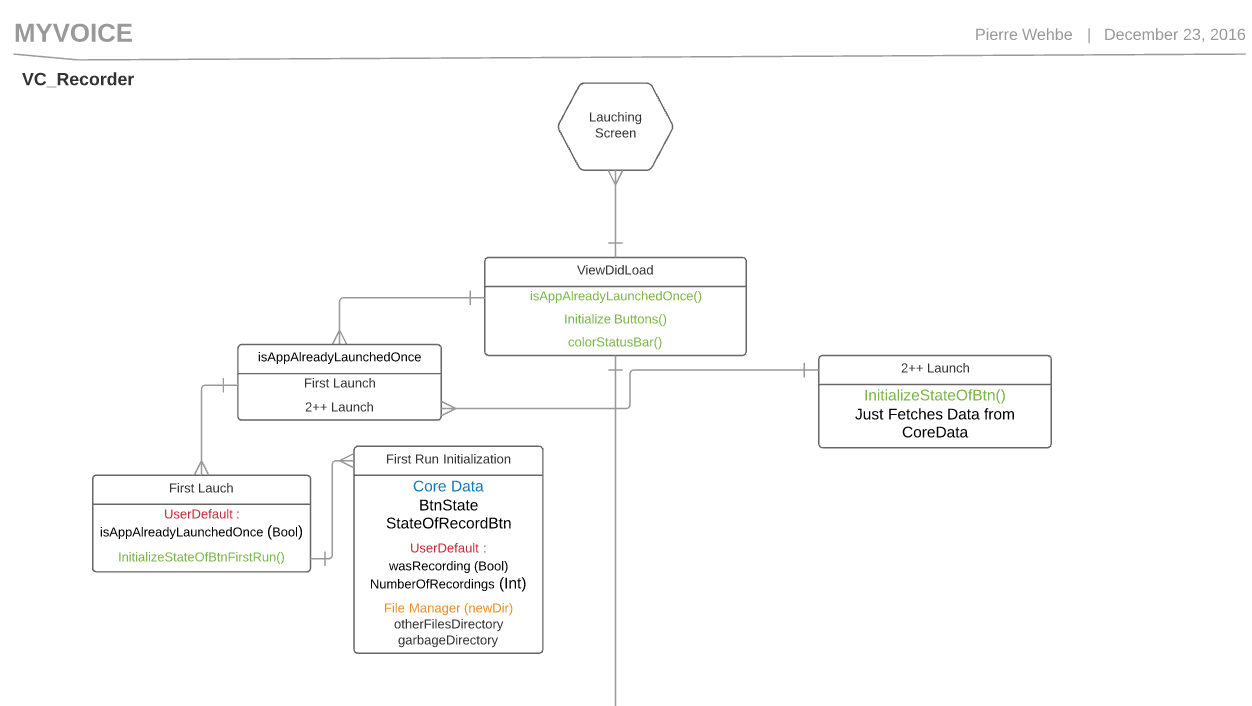 MYVOICE
Pierre Wehbe | December 23, 2016
VC_Recorder
Lauching
Screen
ViewDidLoad
isAppAlreadyLaunchedOnce()
Initialize Buttons()
colorStatusBar()
isAppAlreadyLaunchedOnce
First Launch
2++ Launch
2++ Launch
InitializeStateOfBtn()
Just Fetches Data from
CoreData
First Lauch
UserDefault :
isAppAlreadyLaunchedOnce (Bool)
InitializeStateOfBtnFirstRun()
First Run Initialization
Core Data
BtnState
StateOfRecordBtn
UserDefault :
wasRecording (Bool)
NumberOfRecordings (Int)
File Manager (newDir)
otherFilesDirectory
garbageDirectory